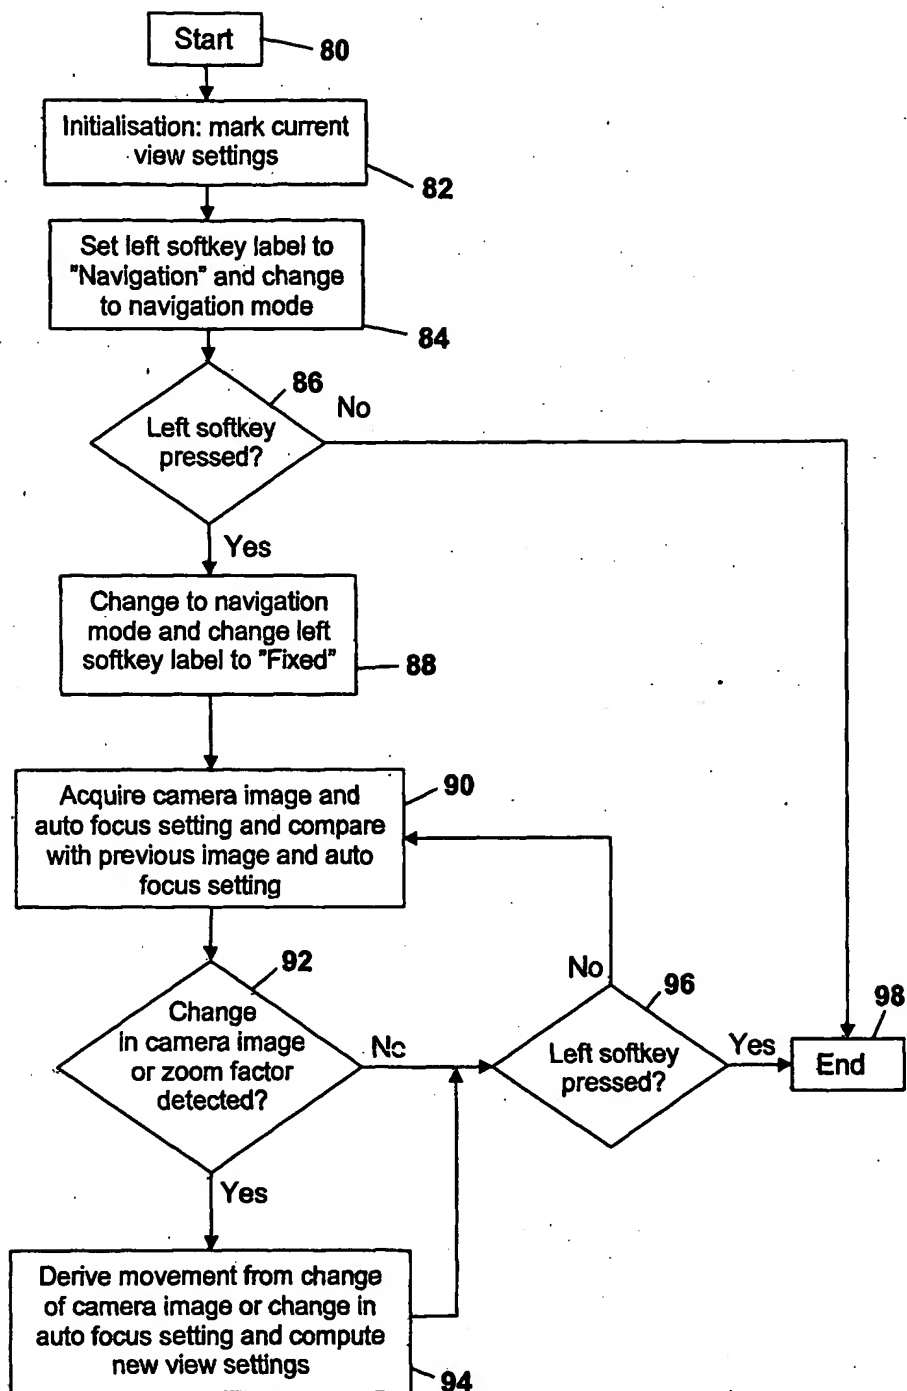 Start
80
Initialisation: mark current
view settings
82
Set left softkey label to
"Navigation" and change
to navigation mode
84
86
No
Left softkey
pressed?
Yes
Change to navigation
mode and change left
softkey label to "Fixed"
88
90
Acquire camera image and
auto focus setting and compare
with previous image and auto
focus setting
92
Change
in camera image
or zoom factor
detected?
No
No
96
Left softkey
pressed?
Yes
98
End
Yes
Derive movement from change
of camera image or change in
auto focus setting and compute
new view settings
94